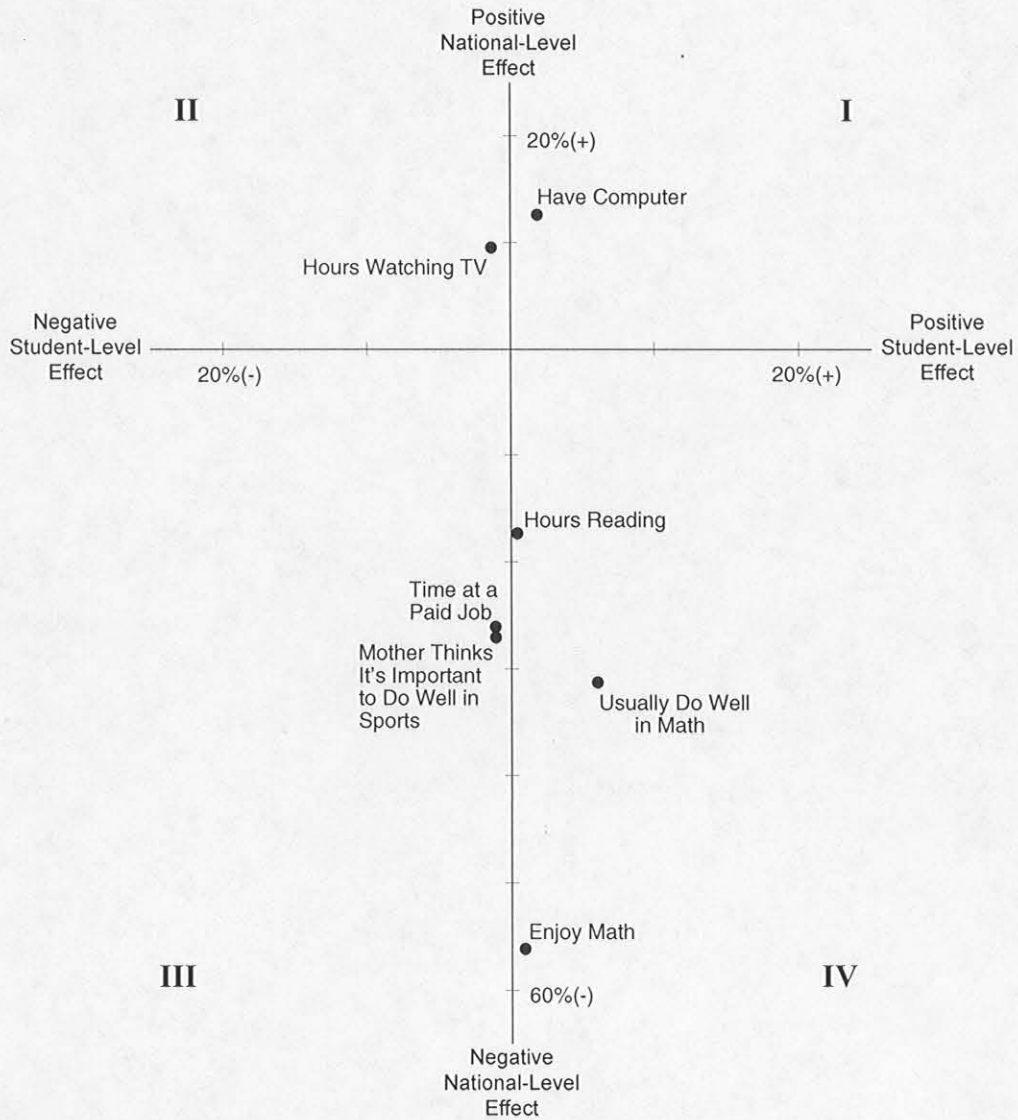 Positive
National-Level
Effect
II
I
20%(+)
Have Computer
Hours Watching TV
Negative
Student-Level
Effect
Positive
Student-Level
Effect
20%(-)
20%(+)
Hours Reading
Time at a
Paid Job
Mother Thinks
It's Important
to Do Well in
Sports
Usually Do Well
in Math
Enjoy Math
III
IV
60%(-)
Negative
National-Level
Effect